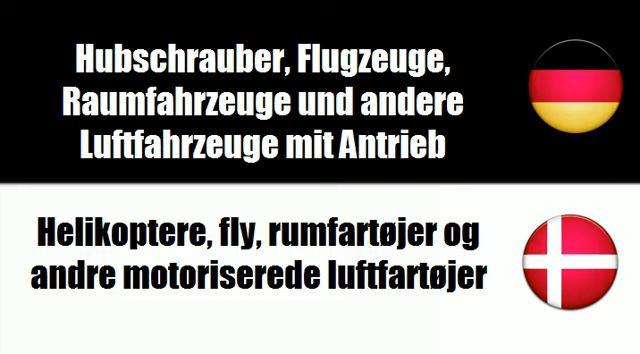 Hubschrauber, Flugzeuge,
Raumfahrzeuge und andere
Luftfahrzeuge mit Antrieb
Helikoptere, fly, rumfartøjer og
andre motoriserede luftfartøjer